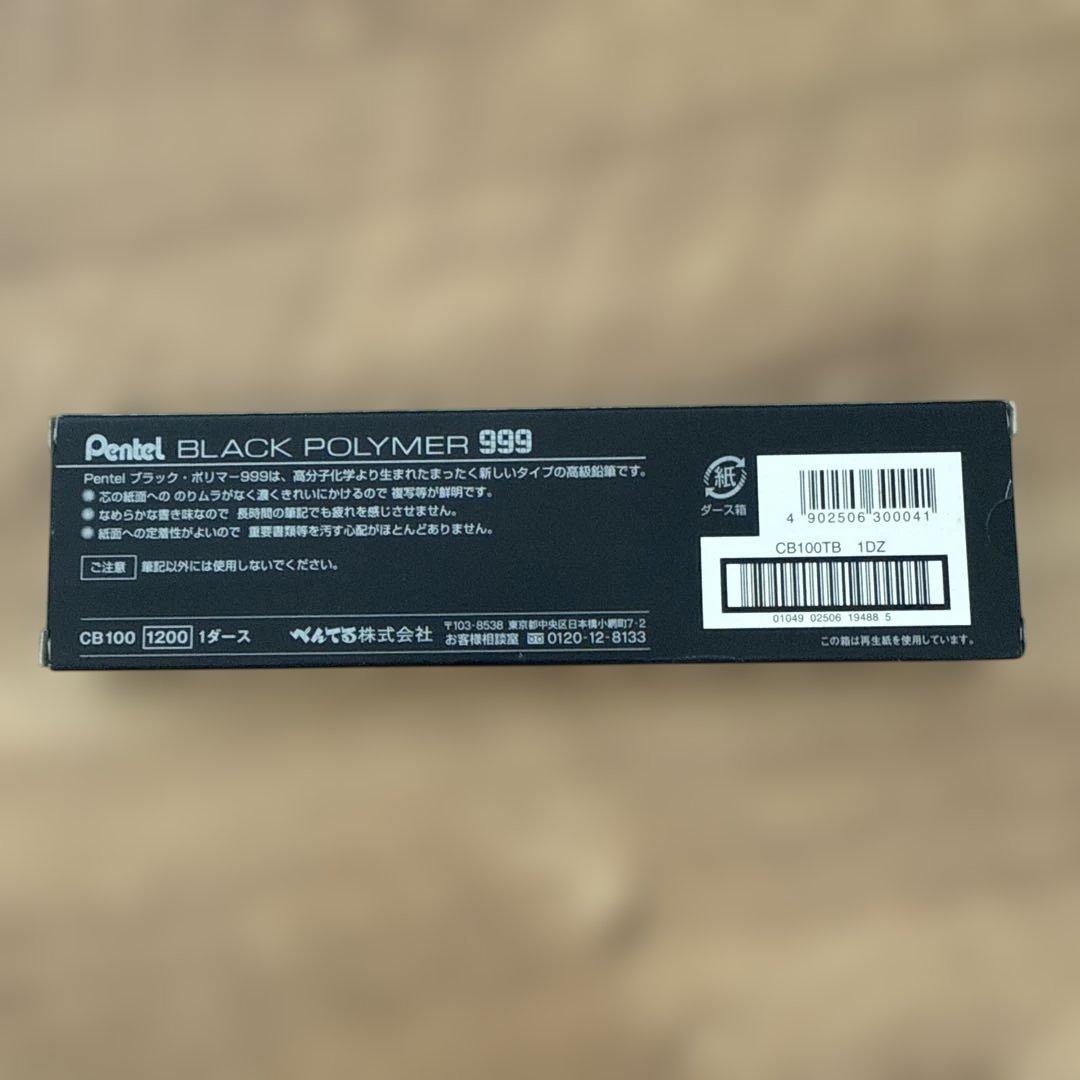 Pentel BLACK POLYMER 999
Pentel ブラック・ポリマー999は、高分子化学より生まれたまったく新しいタイプの高級鉛筆です。
● 芯の紙面への のりムラがなく濃くきれいにかけるので 複写等が鮮明です。
● なめらかな書き味なので 長時間の筆記でも疲れを感じさせません。
● 紙面への定着性がよいので 重要書類等を汚す心配がほとんどありません。
ご注意 筆記以外には使用しないでください。
CB100 1200 1ダース
ぺんてる株式会社
〒103-8538 東京都中央区日本橋小網町7-2
お客様相談室 0120-12-8133
紙
ダース箱
4 902506 300041
CB100TB 1DZ
01049 02506 19488 5
この箱は再生紙を使用しています。